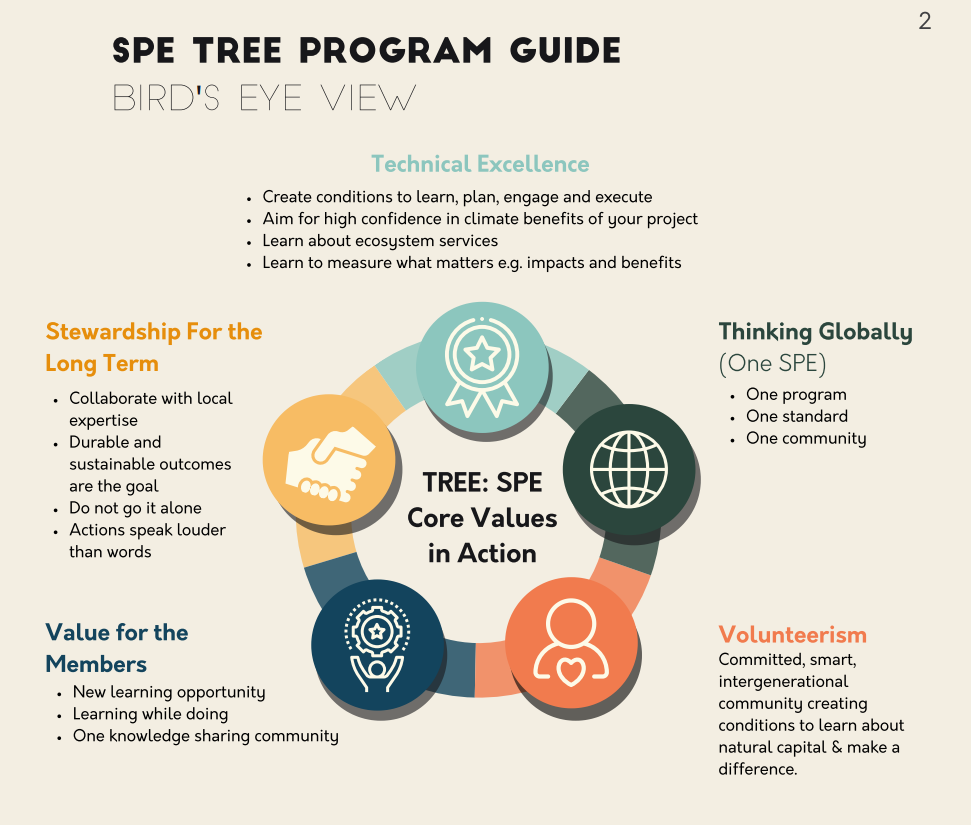 2
SPE TREE PROGRAM GUIDE
BIRD'S EYE VIEW
Technical Excellence
• Create conditions to learn, plan, engage and execute
• Aim for high confidence in climate benefits of your project
• Learn about ecosystem services
• Learn to measure what matters e.g. impacts and benefits
Stewardship For the
Long Term
• Collaborate with local
expertise
• Durable and
sustainable outcomes
are the goal
• Do not go it alone
• Actions speak louder
than words
Thinking Globally
(One SPE)
• One program
• One standard
• One community
TREE: SPE
Core Values
in Action
Value for the
Members
• New learning opportunity
• Learning while doing
• One knowledge sharing community
Volunteerism
Committed, smart,
intergenerational
community creating
conditions to learn about
natural capital & make a
difference.